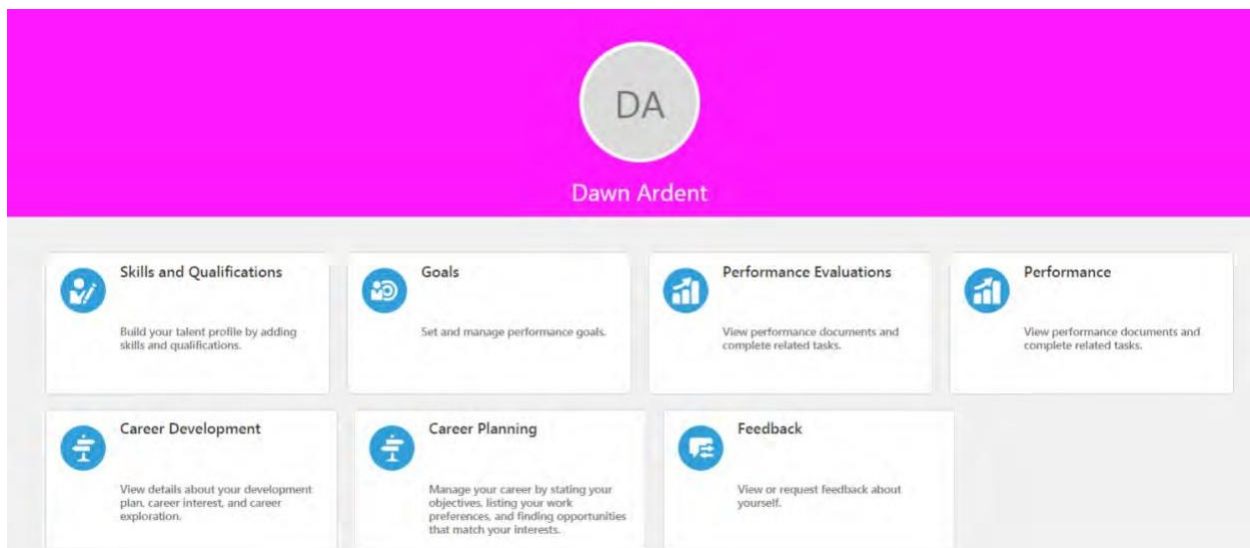 DA
Dawn Ardent
Skills and Qualifications
Build your talent profile by adding
skills and qualifications.
Goals
Set and manage performance goals.
Performance Evaluations
View performance documents and
complete related tasks.
Performance
View performance documents and
complete related tasks.
Career Development
View details about your development
plan, career interest, and career
exploration.
Career Planning
Manage your career by stating your
objectives, listing your work
preferences, and finding opportunities
that match your interests.
Feedback
View or request feedback about
yourself.